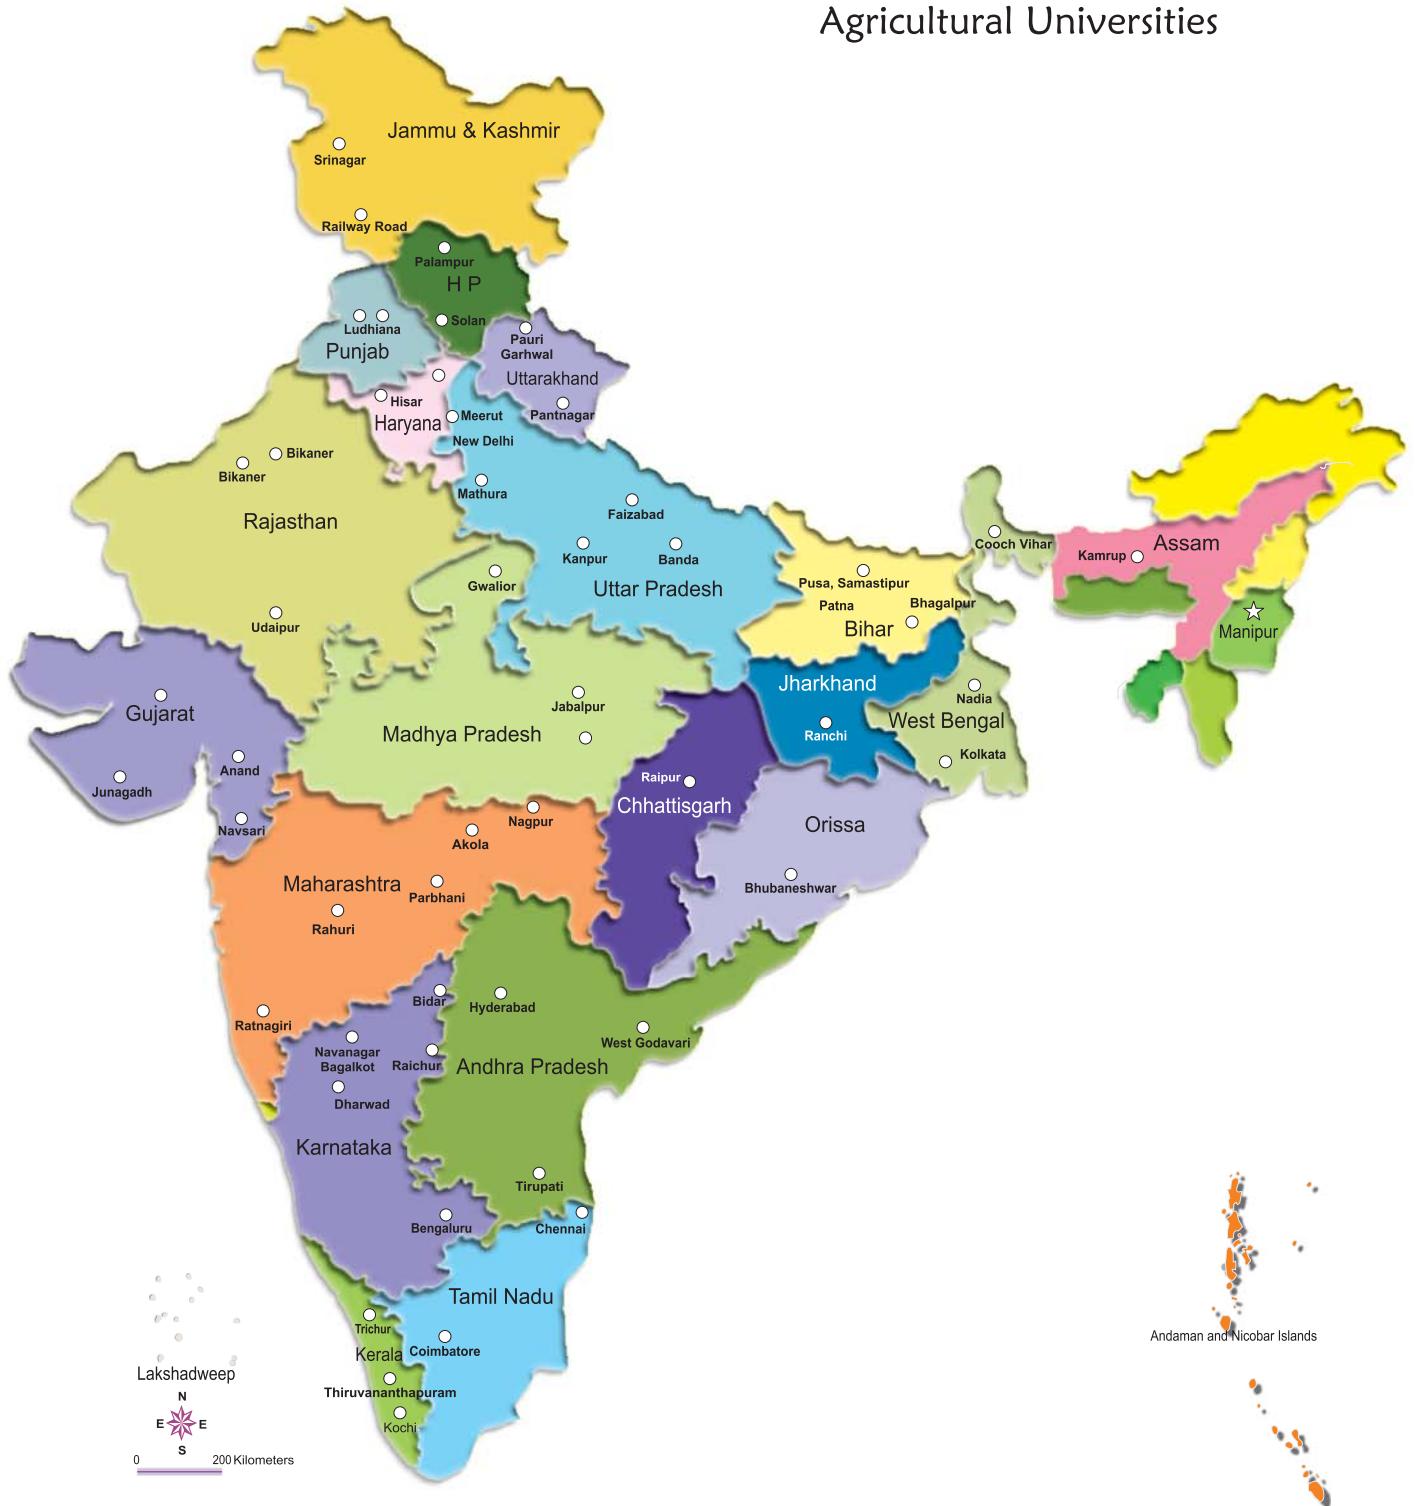 Agricultural Universities
Jammu & Kashmir
Srinagar
Railway Road
Palampur
H P
Solan
Ludhiana
Punjab
Pauri
Garhwal
Uttarakhand
Pantnagar
Hisar
Haryana
Meerut
New Delhi
Bikaner
Bikaner
Rajasthan
Udaipur
Mathura
Faizabad
Kanpur
Banda
Uttar Pradesh
Gwalior
Cooch Vihar
Kamrup
Assam
Manipur
Pusa, Samastipur
Patna
Bhagalpur
Bihar
Jharkhand
Ranchi
Nadia
West Bengal
Kolkata
Gujarat
Anand
Junagadh
Navsari
Jabalpur
Madhya Pradesh
Raipur
Chhattisgarh
Orissa
Bhubaneshwar
Nagpur
Akola
Maharashtra
Parbhani
Rahuri
Ratnagiri
Bidar
Hyderabad
West Godavari
Navanagar
Bagalkot
Raichur
Andhra Pradesh
Dharwad
Karnataka
Tirupati
Bengaluru
Chennai
Tamil Nadu
Trichur
Kerala
Coimbatore
Thiruvananthapuram
Kochi
Andaman and Nicobar Islands
Lakshadweep
N
E E
S
0 200 Kilometers